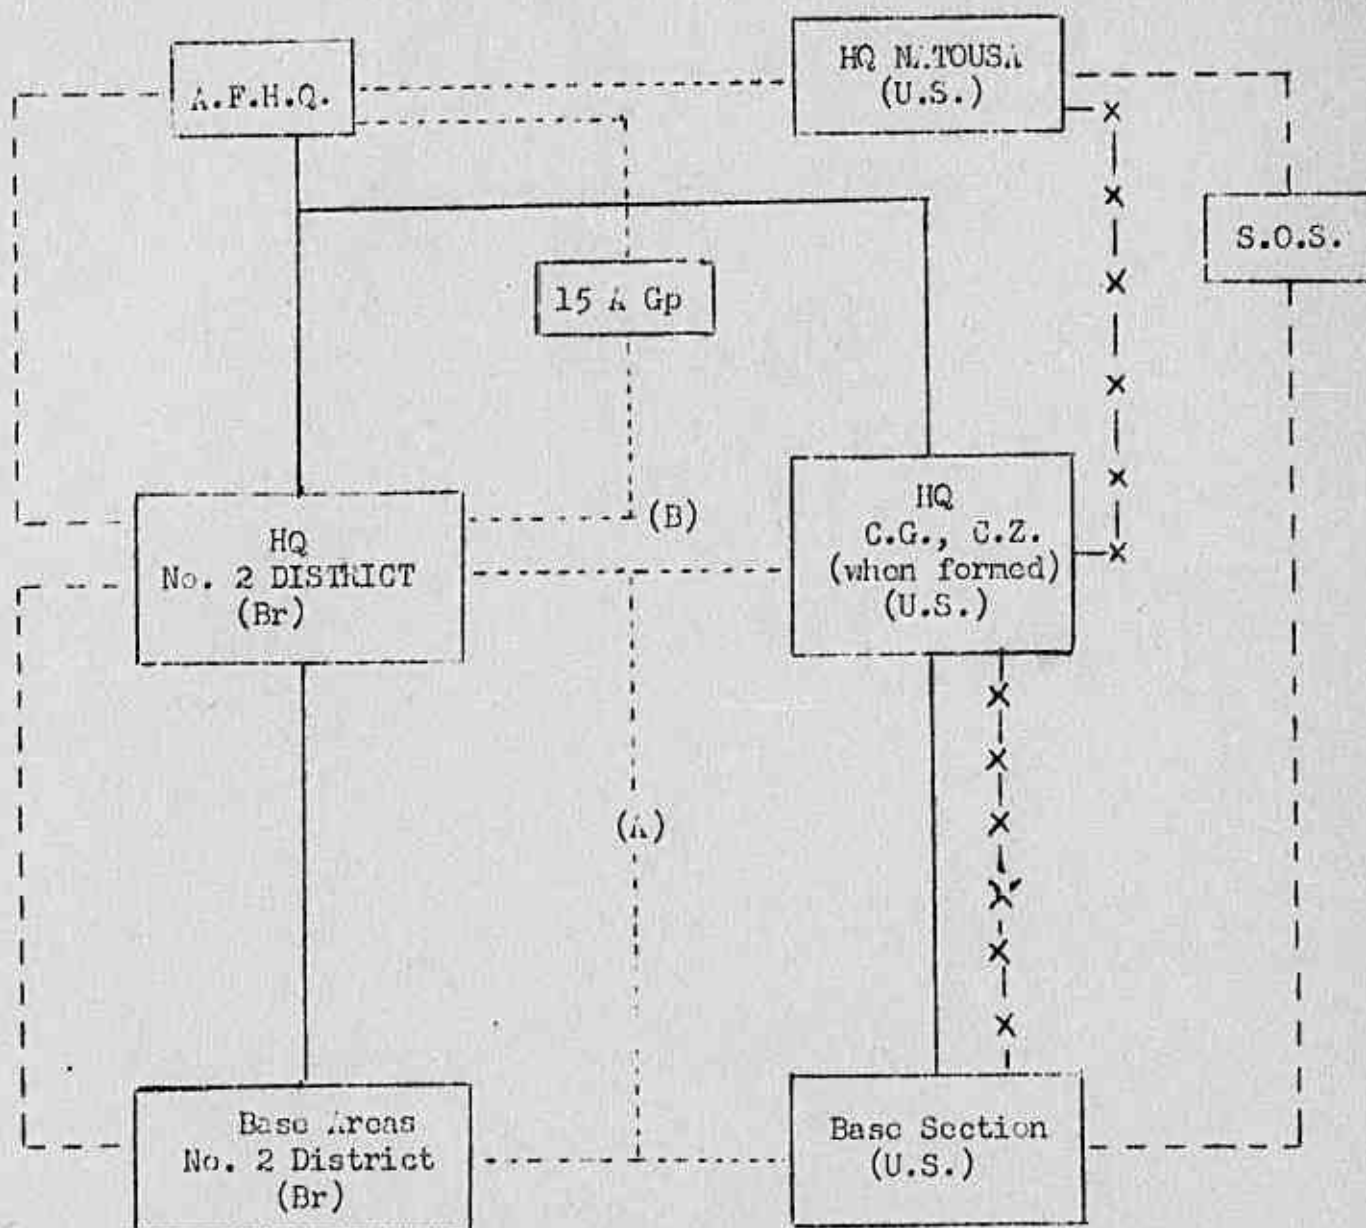 A.F.H.Q.
HQ NATOUSA
(U.S.)
S.O.S.
15 A Gp
HQ
No. 2 DISTRICT
(Br)
(B)
HQ
C.G., C.Z.
(when formed)
(U.S.)
(A)
Base Areas
No. 2 District
(Br)
Base Section
(U.S.)